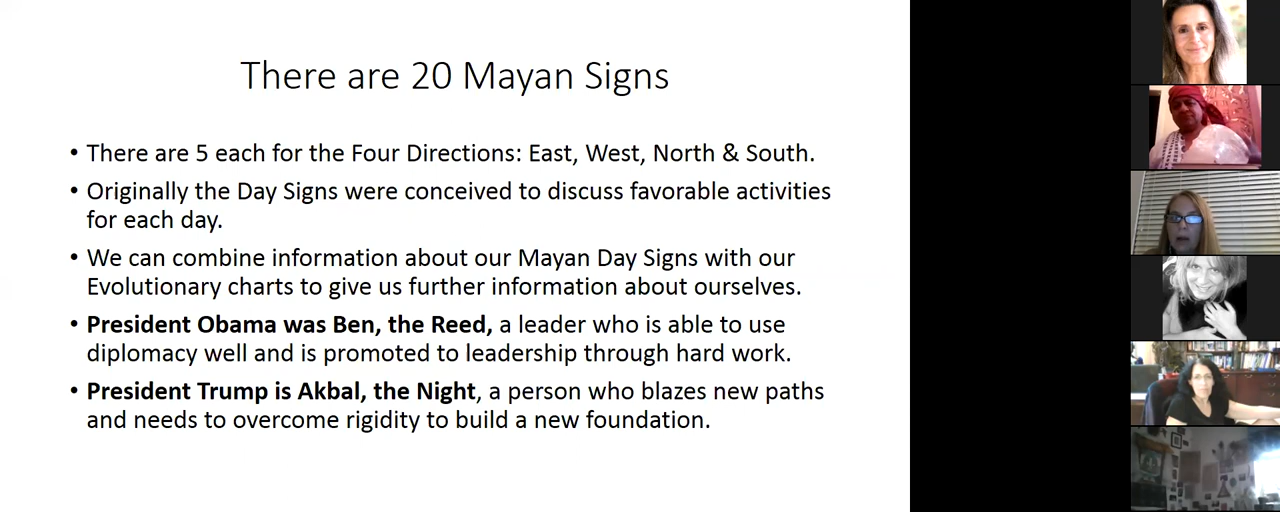 There are 20 Mayan Signs
• There are 5 each for the Four Directions: East, West, North & South.
• Originally the Day Signs were conceived to discuss favorable activities
for each day.
• We can combine information about our Mayan Day Signs with our
Evolutionary charts to give us further information about ourselves.
• President Obama was Ben, the Reed, a leader who is able to use
diplomacy well and is promoted to leadership through hard work.
• President Trump is Akbal, the Night, a person who blazes new paths
and needs to overcome rigidity to build a new foundation.